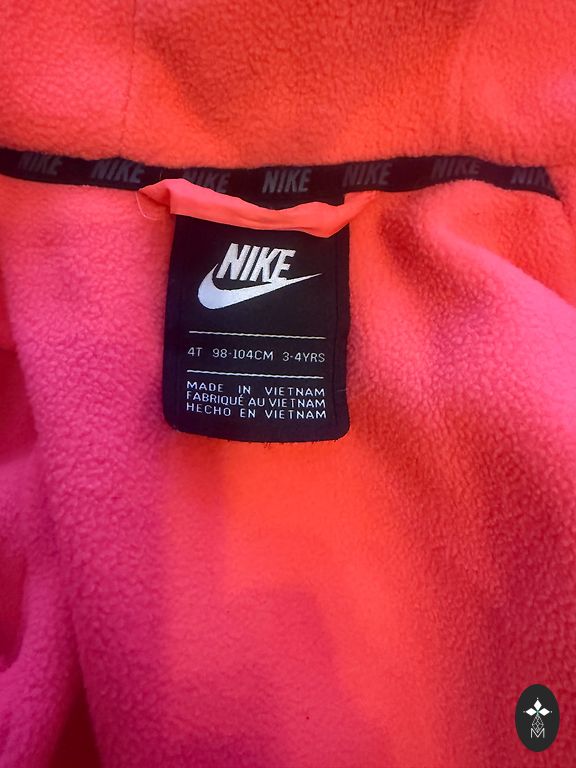 NIKE NIKE NIKE NIKE NIKE NIKE NIKE
NIKE
4T 98-104CM 3-4YRS
MADE IN VIETNAM
FABRIQUÉ AU VIETNAM
HECHO EN VIETNAM
M